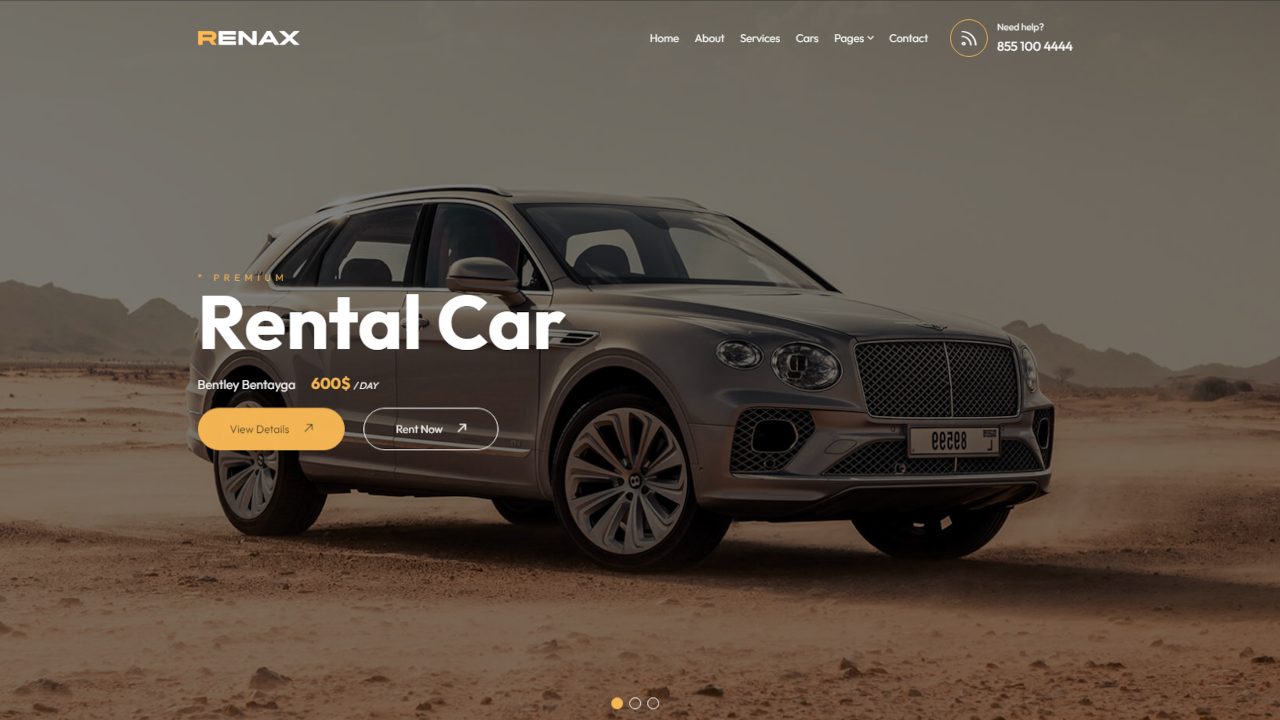 RENAX
Home About Services Cars Pages Contact
Need help?
855 100 4444
* PREMIUM
Rental Car
Bentley Bentayga 600$ /DAY
View Details Rent Now